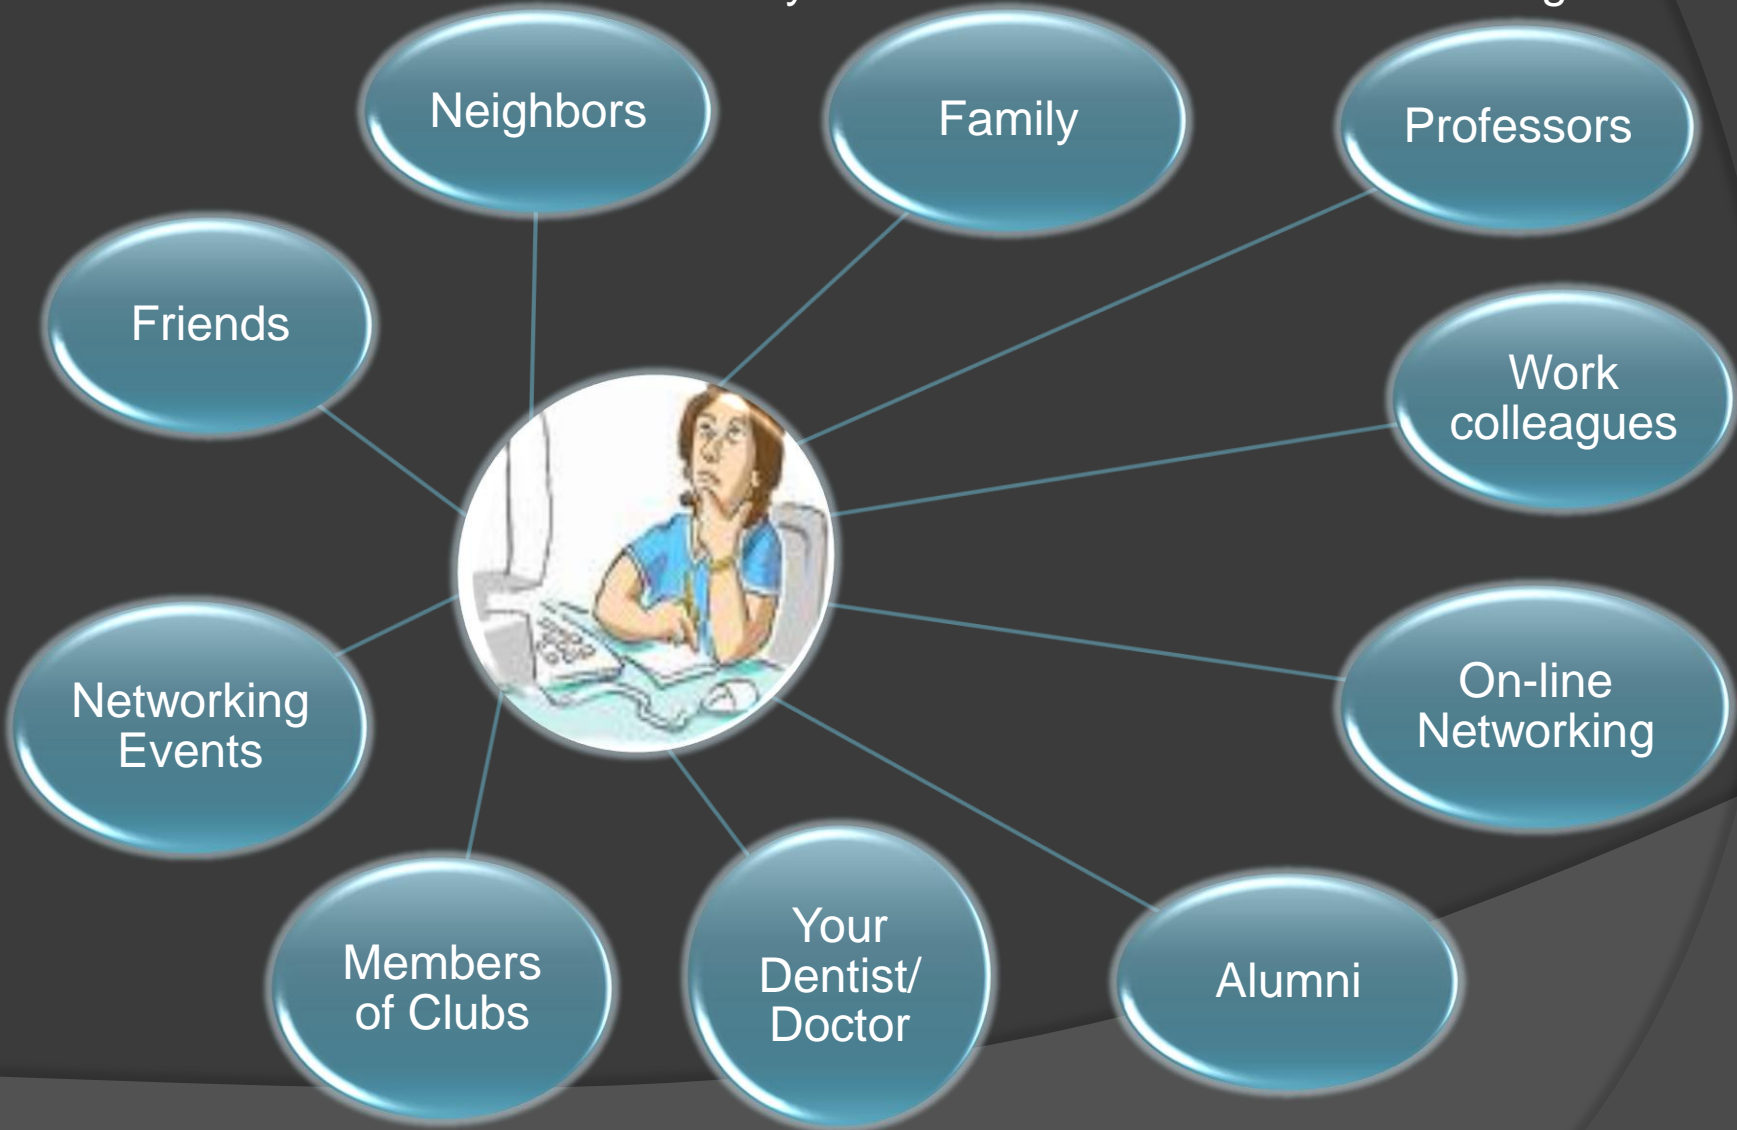 Neighbors
Family
Professors
Friends
Work
colleagues
On-line
Networking
Networking
Events
Members
of Clubs
Your
Dentist/
Doctor
Alumni